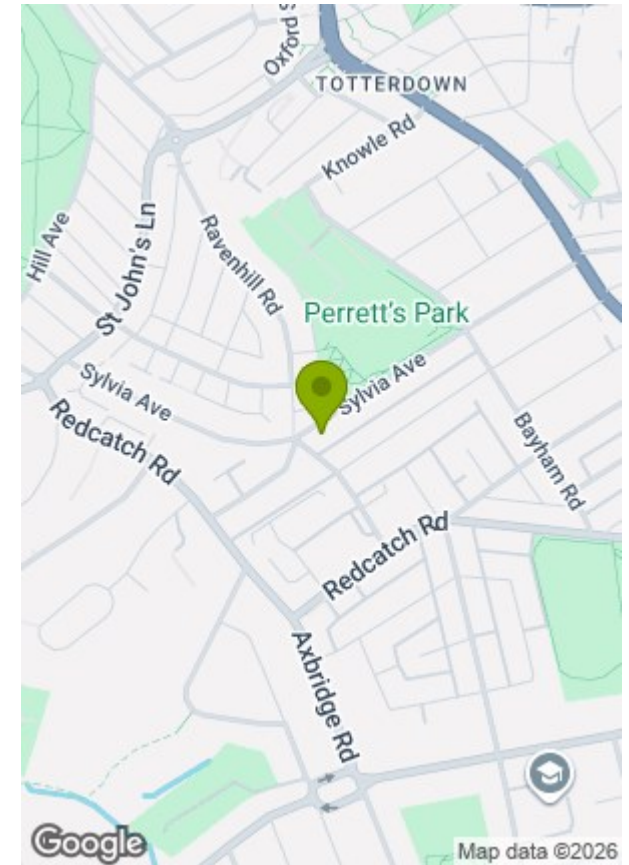 Oxford S
TOTTERDOWN
Knowle Rd
Hill Ave
St John's Ln
Ravenhill Rd
Perrett's Park
Sylvia Ave
Sylvia Ave
Redcatch Rd
Bayham Rd
Redcatch Rd
Axbridge Rd
Google
Map data ©2026